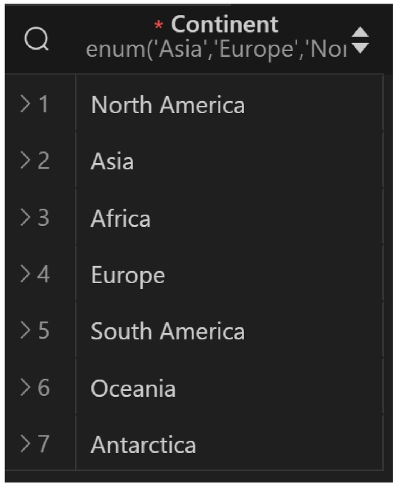 * Continent
enum('Asia','Europe','Nor
1 North America
2 Asia
3 Africa
4 Europe
5 South America
6 Oceania
7 Antarctica